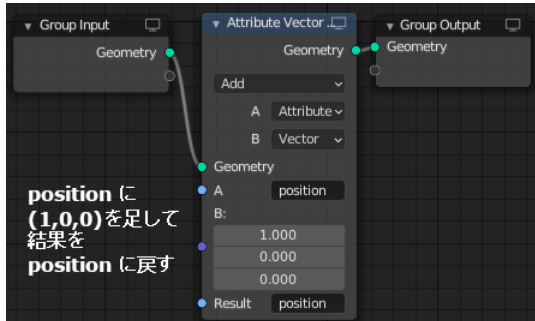 Group Input
Geometry
Attribute Vector ..
Geometry
Add
A Attribute
B Vector
Geometry
A position
B:
1.000
0.000
0.000
Result position
Group Output
Geometry
position に
(1,0,0)を足して
結果を
position に戻す